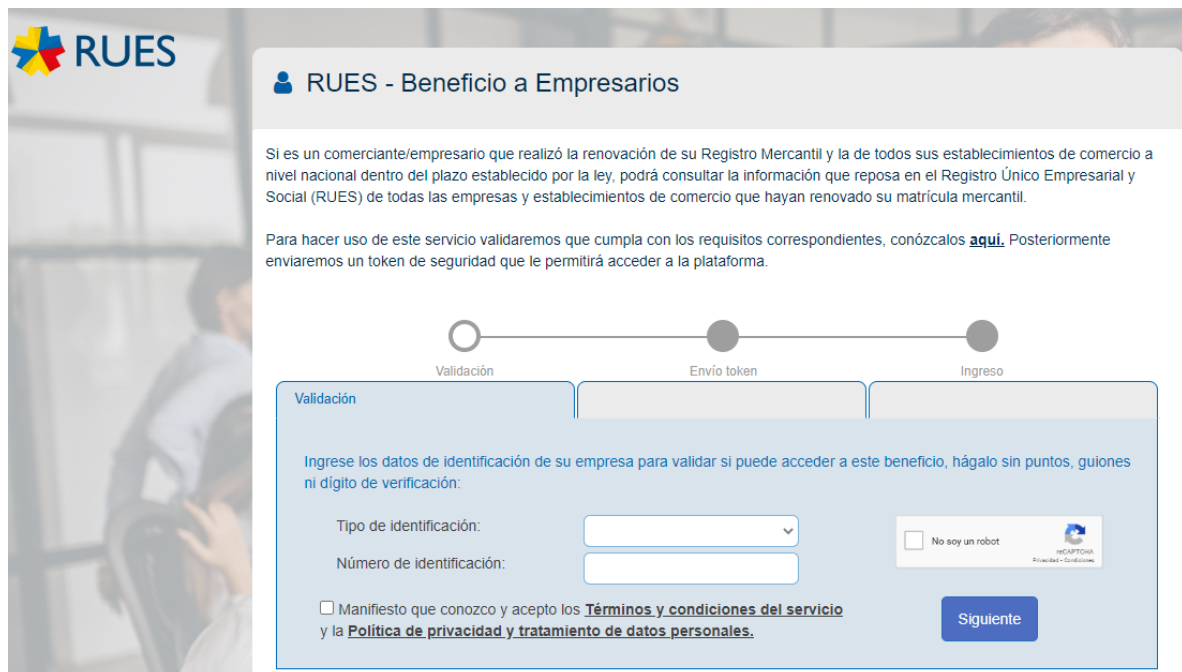 RUES
RUES - Beneficio a Empresarios
Si es un comerciante/empresario que realizó la renovación de su Registro Mercantil y la de todos sus establecimientos de comercio a
nivel nacional dentro del plazo establecido por la ley, podrá consultar la información que reposa en el Registro Único Empresarial y
Social (RUES) de todas las empresas y establecimientos de comercio que hayan renovado su matrícula mercantil.
Para hacer uso de este servicio validaremos que cumpla con los requisitos correspondientes, conózcalos aquí. Posteriormente
enviaremos un token de seguridad que le permitirá acceder a la plataforma.
Validación
Envío token
Ingreso
Validación
Ingrese los datos de identificación de su empresa para validar si puede acceder a este beneficio, hágalo sin puntos, guiones
ni dígito de verificación:
Tipo de identificación:
Número de identificación:
No soy un robot
reCAPTCHA
Privacidad - Condiciones
Manifiesto que conozco y acepto los Términos y condiciones del servicio
y la Política de privacidad y tratamiento de datos personales.
Siguiente